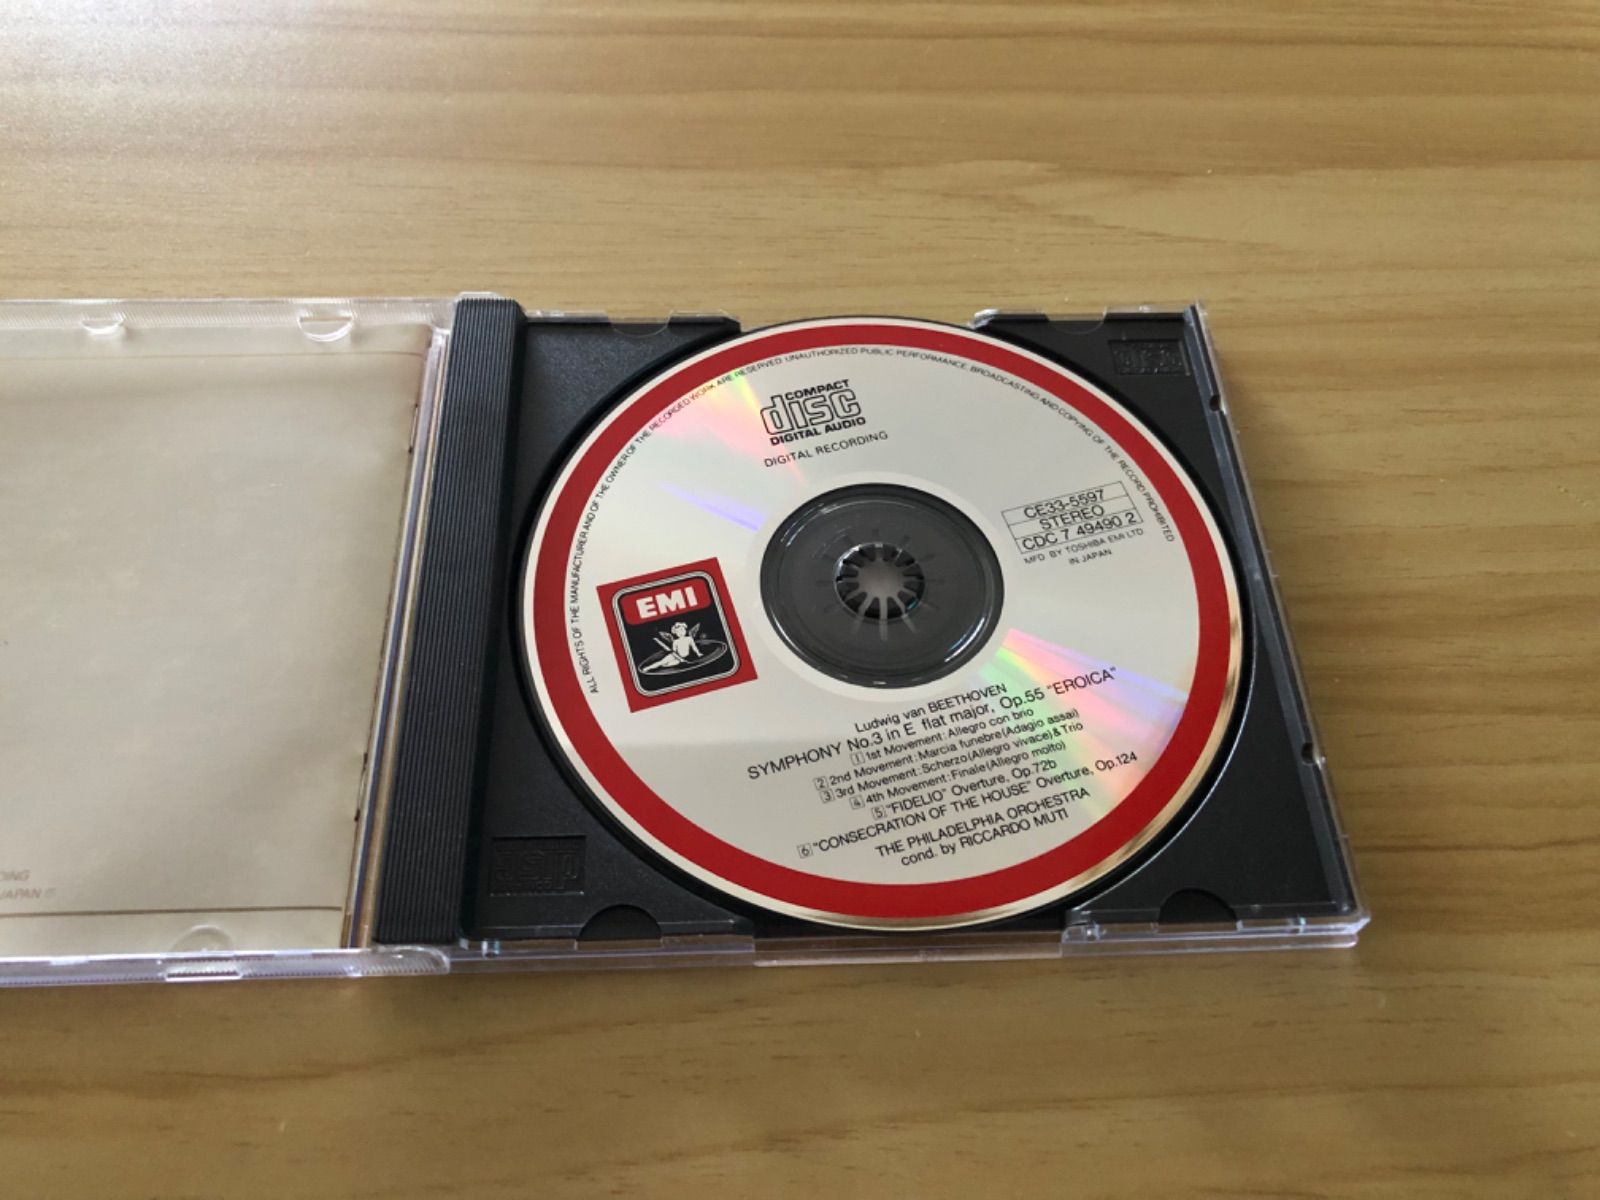 ALL RIGHTS OF THE MANUFACTURER AND OF THE OWNER OF THE RECORDED WORK ARE RESERVED. UNAUTHORIZED PUBLIC PERFORMANCE, BROADCASTING AND COPYING OF THE RECORD PROHIBITED
COMPACT
disc
DIGITAL AUDIO
DIGITAL RECORDING
CE33-5597
STEREO
CDC 7 49490 2
MFD. BY TOSHIBA EMI LTD.
IN JAPAN
EMI
Ludwig van BEETHOVEN
SYMPHONY No.3 in E flat major, Op.55 "EROICA"
1 1st Movement: Allegro con brio
2 2nd Movement: Marcia funebre (Adagio assai)
3 3rd Movement: Scherzo (Allegro vivace) & Trio
4 4th Movement: Finale (Allegro molto)
5 "FIDELIO" Overture, Op.72b
6 "CONSECRATION OF THE HOUSE" Overture, Op.124
THE PHILADELPHIA ORCHESTRA
cond. by RICCARDO MUTI
JAPAN